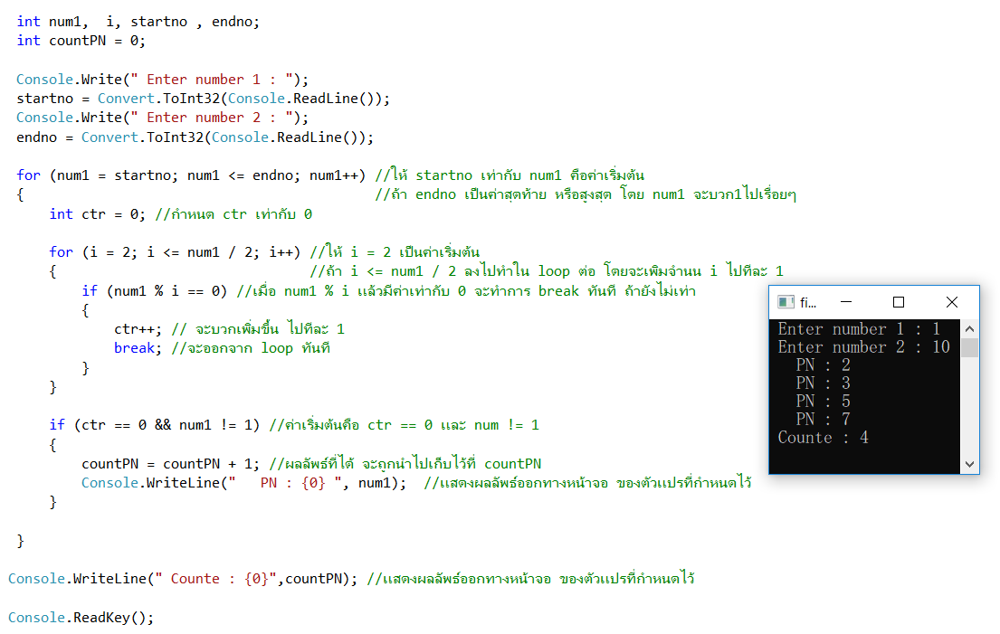 int num1,  i, startno , endno;
int countPN = 0;
Console.Write(" Enter number 1 : ");
startno = Convert.ToInt32(Console.ReadLine());
Console.Write(" Enter number 2 : ");
endno = Convert.ToInt32(Console.ReadLine());
for (num1 = startno; num1 <= endno; num1++) //ให้ startno เท่ากับ num1 คือค่าเริ่มต้น
{ //ถ้า endno เป็นค่าสุดท้าย หรือสูงสุด โดย num1 จะบวก1ไปเรื่อยๆ
int ctr = 0; //กำหนด ctr เท่ากับ 0
for (i = 2; i <= num1 / 2; i++) //ให้ i = 2 เป็นค่าเริ่มต้น
{ //ถ้า i <= num1 / 2 ลงไปทำใน loop ต่อ โดยจะเพิ่มจำนน i ไปทีละ 1
if (num1 % i == 0) //เมื่อ num1 % i แล้วมีค่าเท่ากับ 0 จะทำการ break ทันที ถ้ายังไม่เท่า
{
ctr++; // จะบวกเพิ่มขึ้น ไปทีละ 1
break; //จะออกจาก loop ทันที
}
}
if (ctr == 0 && num1 != 1) //ค่าเริ่มต้นคือ ctr == 0 และ num != 1
{
countPN = countPN + 1; //ผลลัพธ์ที่ได้ จะถูกนำไปเก็บไว้ที่ countPN
Console.WriteLine("   PN : {0} ", num1);  //แสดงผลลัพธ์ออกทางหน้าจอ ของตัวแปรที่กำหนดไว้
}
}
Console.WriteLine(" Counte : {0}",countPN); //แสดงผลลัพธ์ออกทางหน้าจอ ของตัวแปรที่กำหนดไว้
Console.ReadKey();
fi...
Enter number 1 : 1
Enter number 2 : 10
PN : 2
PN : 3
PN : 5
PN : 7
Counte : 4